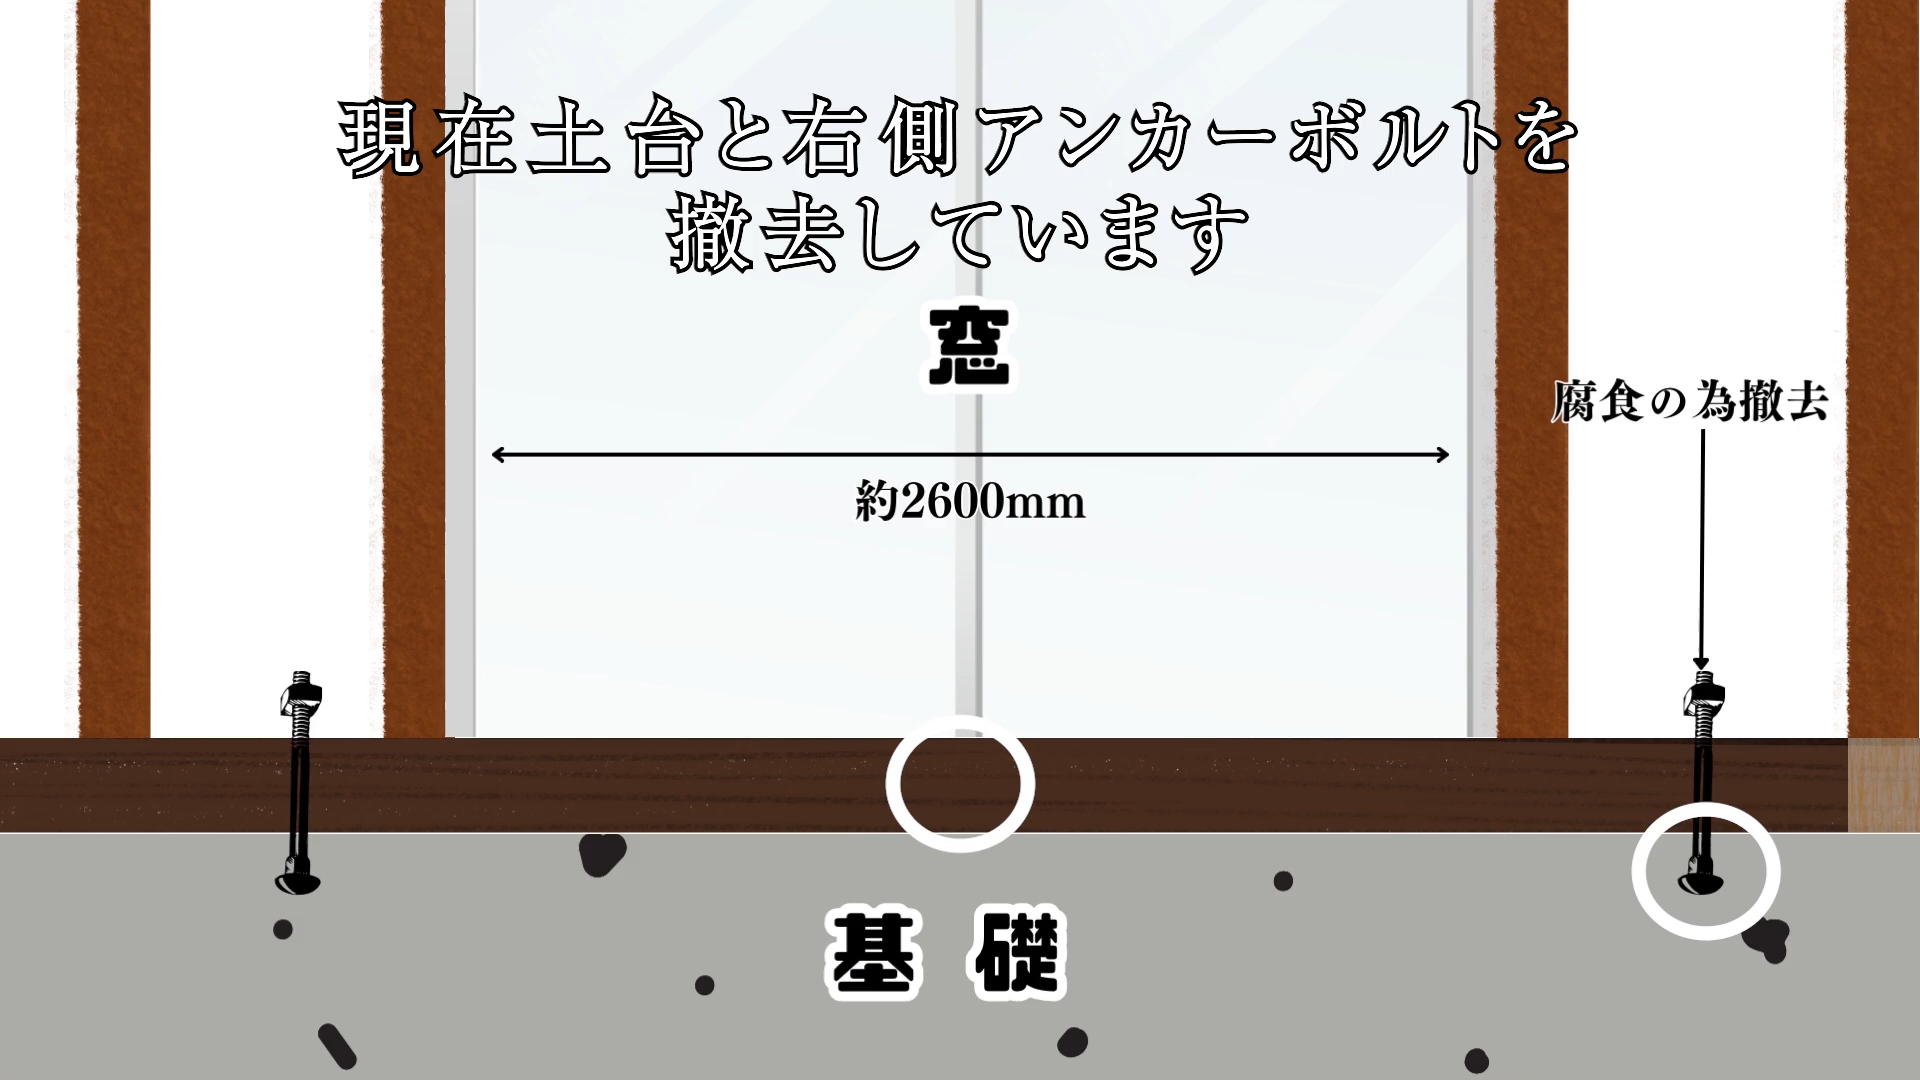 現在土台と右側アンカーボルトを
撤去しています
窓
腐食の為撤去
約2600mm
基礎